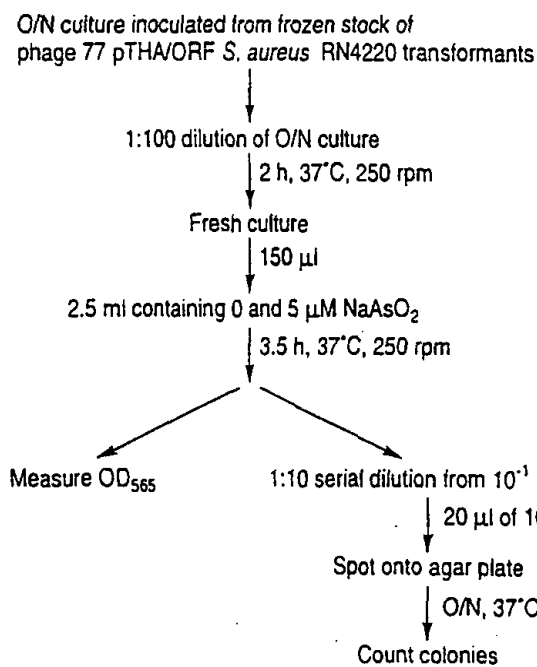 O/N culture inoculated from frozen stock of
phage 77 pTHA/ORF S. aureus RN4220 transformants
1:100 dilution of O/N culture
2 h, 37°C, 250 rpm
Fresh culture
150 µl
2.5 ml containing 0 and 5 µM NaAsO₂
3.5 h, 37°C, 250 rpm
Measure OD₅₆₅
1:10 serial dilution from 10⁻¹
20 µl of
Spot onto agar plate
O/N, 37°C
Count colonies